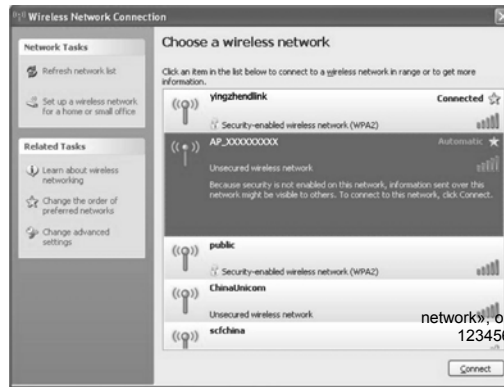 Wireless Network Connection
Network Tasks
Refresh network list
Set up a wireless network
for a home or small office
Related Tasks
Learn about wireless
networking
Change the order of
preferred networks
Change advanced
settings
Choose a wireless network
Click an item in the list below to connect to a wireless network in range or to get more
information.
yingzhendlink Connected
Security-enabled wireless network (WPA2)
AP_XXXXXXXXX Automatic
Unsecured wireless network
Because security is not enabled on this network, information sent over this
network might be visible to others. To connect to this network, click Connect.
public
Security-enabled wireless network (WPA2)
ChinaUnicom
Unsecured wireless network
scfchina
network», o
123456
Connect